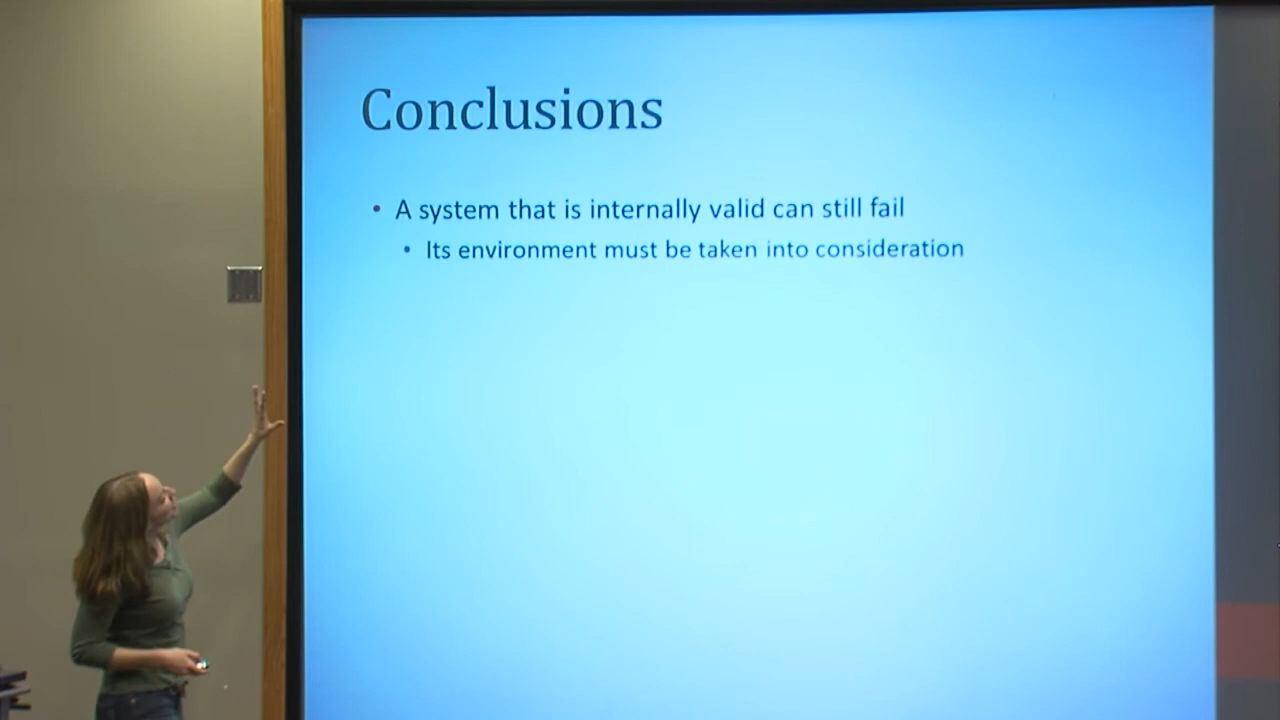 Conclusions
• A system that is internally valid can still fail
• Its environment must be taken into consideration